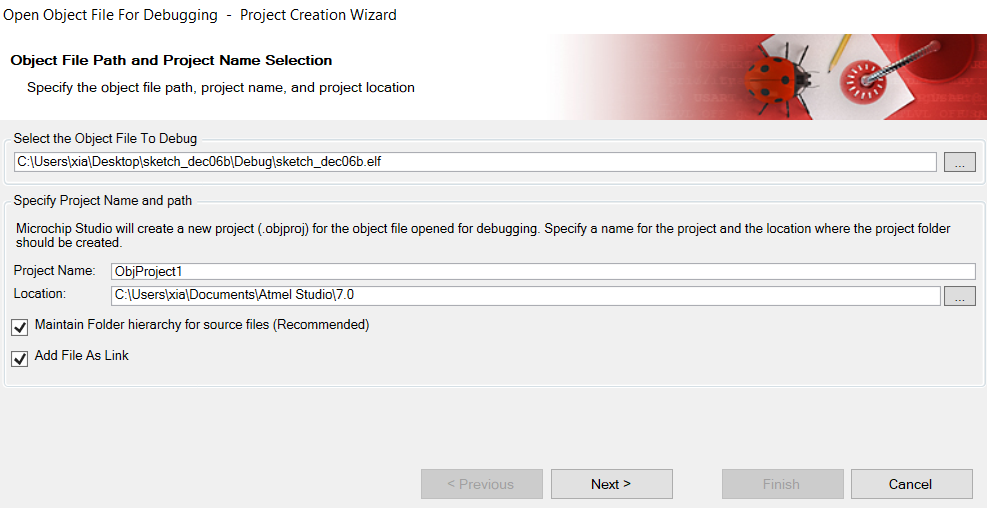 Open Object File For Debugging - Project Creation Wizard
Object File Path and Project Name Selection
Specify the object file path, project name, and project location
Select the Object File To Debug
C:\Users\xia\Desktop\sketch_dec06b\Debug\sketch_dec06b.elf
...
Specify Project Name and path
Microchip Studio will create a new project (.objproj) for the object file opened for debugging. Specify a name for the project and the location where the project folder
should be created.
Project Name: ObjProject1
Location: C:\Users\xia\Documents\Atmel Studio\7.0 ...
Maintain Folder hierarchy for source files (Recommended)
Add File As Link
< Previous Next > Finish Cancel